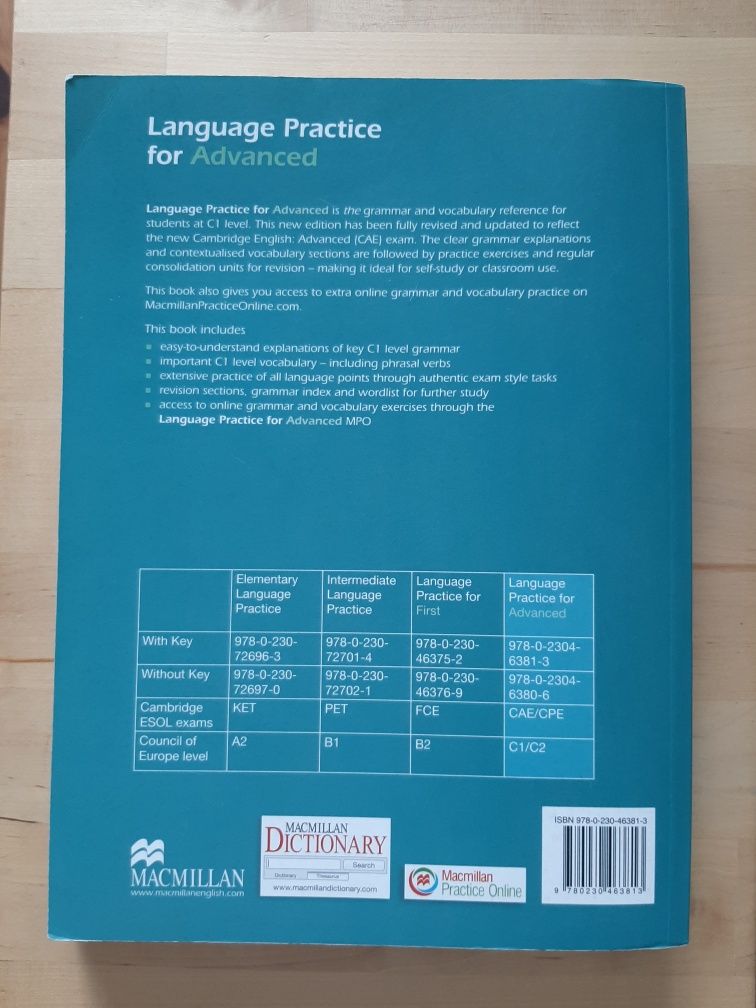 Language Practice
for Advanced
Language Practice for Advanced is the grammar and vocabulary reference for
students at C1 level. This new edition has been fully revised and updated to reflect
the new Cambridge English: Advanced (CAE) exam. The clear grammar explanations
and contextualised vocabulary sections are followed by practice exercises and regular
consolidation units for revision – making it ideal for self-study or classroom use.
This book also gives you access to extra online grammar and vocabulary practice on
MacmillanPracticeOnline.com.
This book includes
▪ easy-to-understand explanations of key C1 level grammar
▪ important C1 level vocabulary – including phrasal verbs
▪ extensive practice of all language points through authentic exam style tasks
▪ revision sections, grammar index and wordlist for further study
▪ access to online grammar and vocabulary exercises through the
Language Practice for Advanced MPO
Elementary Intermediate Language Language
Language Language Practice for Practice for
Practice Practice First Advanced
With Key 978-0-230- 978-0-230- 978-0-230- 978-0-2304-
72696-3 72701-4 46375-2 6381-3
Without Key 978-0-230- 978-0-230- 978-0-230- 978-0-2304-
72697-0 72702-1 46376-9 6380-6
Cambridge KET PET FCE CAE/CPE
ESOL exams
Council of A2 B1 B2 C1/C2
Europe level
MACMILLAN
www.macmillanenglish.com
MACMILLAN
DICTIONARY
Search
Dictionary Thesaurus
www.macmillandictionary.com
Macmillan
Practice Online
ISBN 978-0-230-46381-3
9 780230 463813